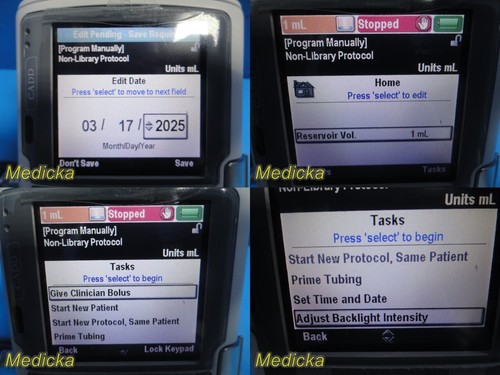 Edit Pending - Save Required
[Program Manually]
Non-Library Protocol
Units mL
Edit Date
Press 'select' to move to next field
03 / 17 / 2025
Month/Day/Year
Don't Save Save
CADD
Medicka
1 mL Stopped
[Program Manually]
Non-Library Protocol
Units mL
Home
Press 'select' to edit
Reservoir Vol. 1 mL
Tasks
Medicka
1 mL Stopped
[Program Manually]
Non-Library Protocol
Units mL
Tasks
Press 'select' to begin
Give Clinician Bolus
Start New Patient
Start New Protocol, Same Patient
Prime Tubing
Back Lock Keypad
Medicka
Non-Library Protocol
Units mL
Tasks
Press 'select' to begin
Start New Protocol, Same Patient
Prime Tubing
Set Time and Date
Adjust Backlight Intensity
Back
Medicka